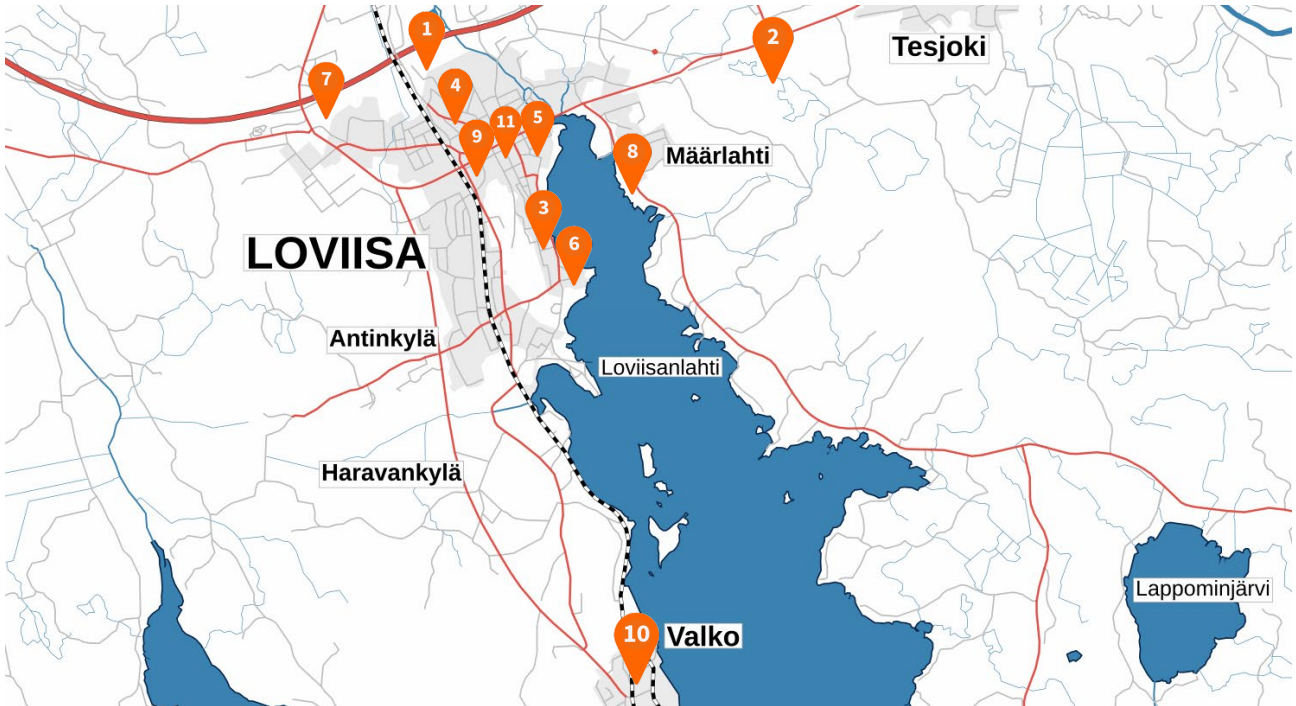 1
2
Tesjoki
7
4
11
5
9
8
Määrlahti
3
6
LOVIISA
Antinkylä
Loviisanlahti
Haravankylä
Lappominjärvi
10
Valko